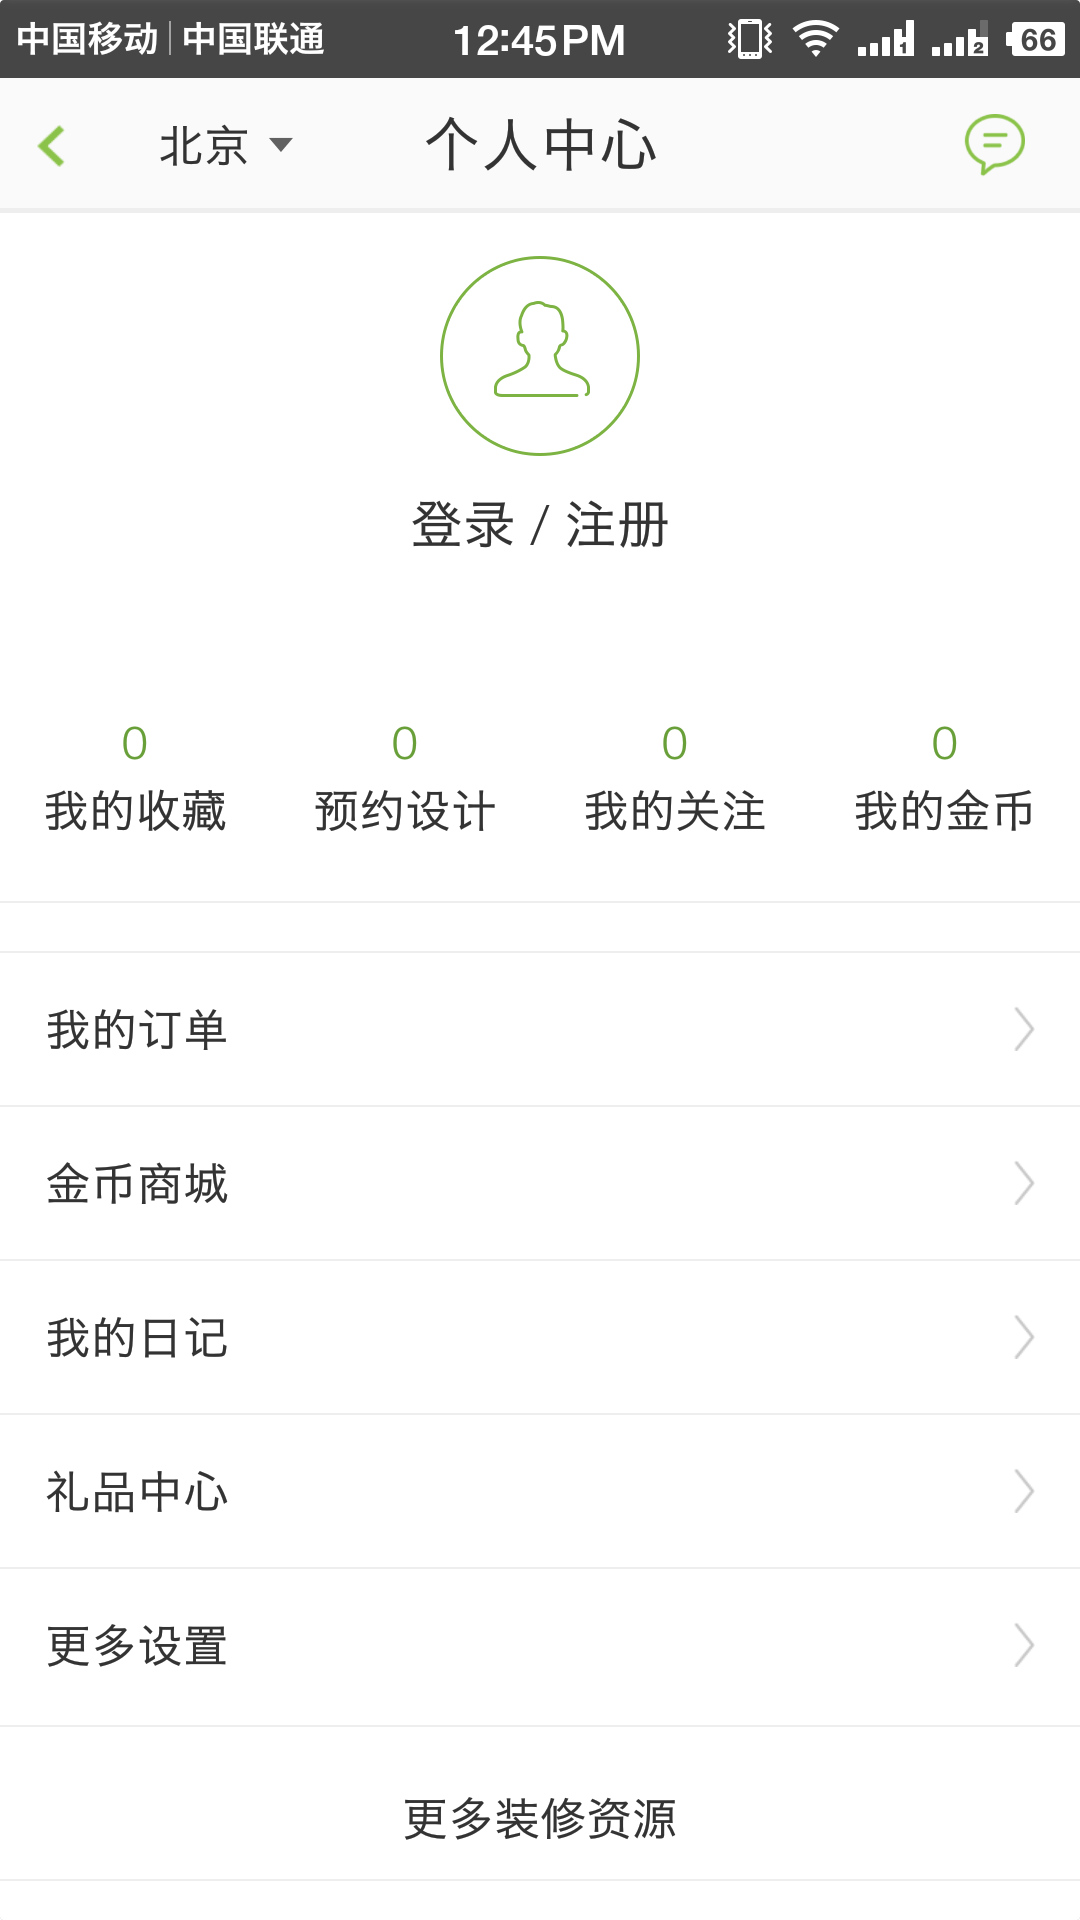 中国移动 | 中国联通 12:45 PM 1 2 66
北京 个人中心
登录 / 注册
0 0 0 0
我的收藏 预约设计 我的关注 我的金币
我的订单
金币商城
我的日记
礼品中心
更多设置
更多装修资源